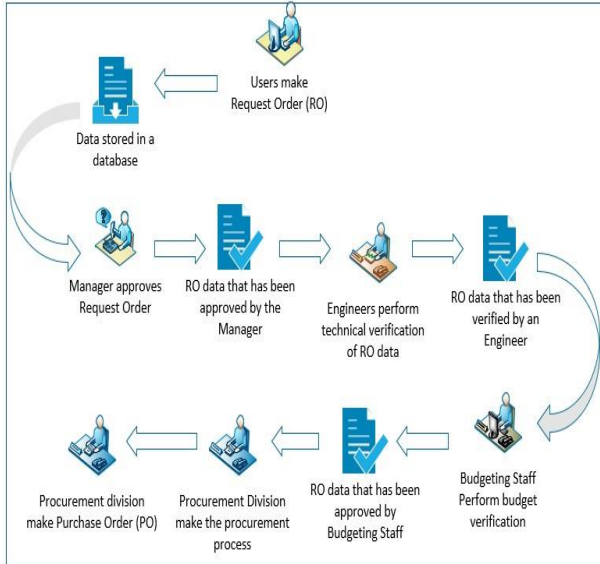 Users make
Request Order (RO)
Data stored in a
database
Manager approves
Request Order
RO data that has been
approved by the
Manager
Engineers perform
technical verification
of RO data
RO data that has been
verified by an
Engineer
Budgeting Staff
Perform budget
verification
RO data that has been
approved by
Budgeting Staff
Procurement Division
make the procurement
process
Procurement division
make Purchase Order (PO)